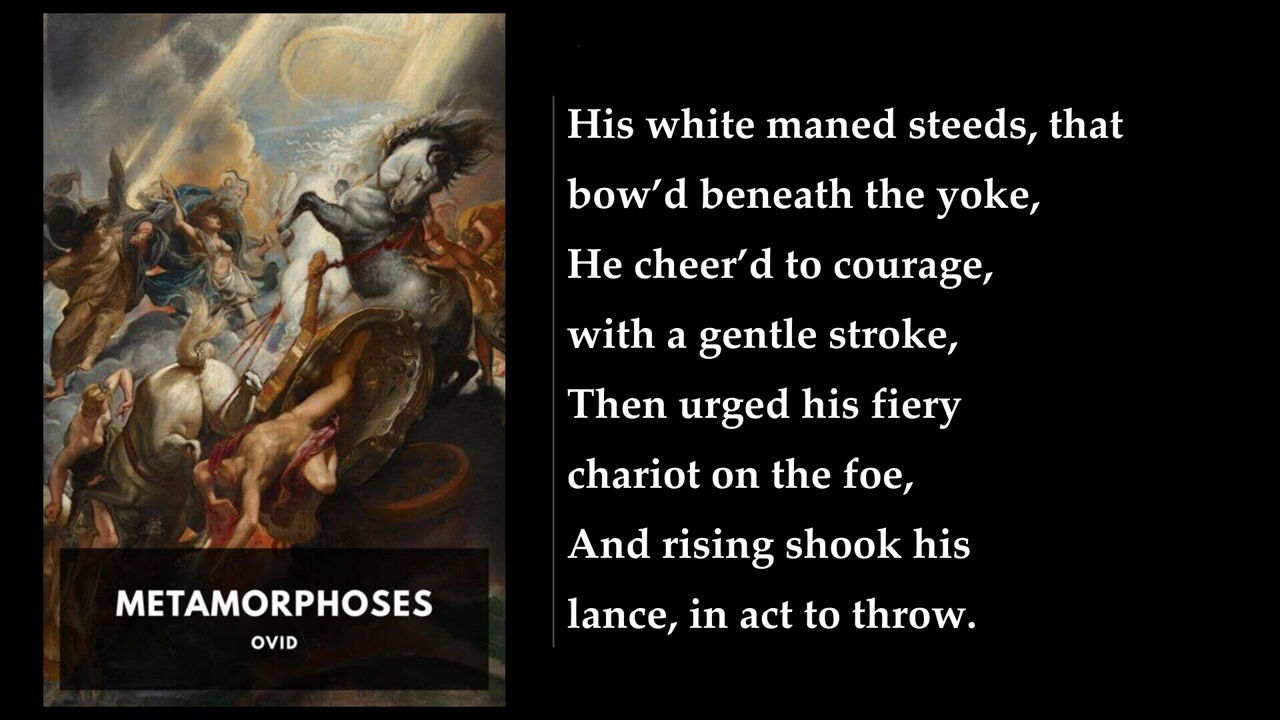 METAMORPHOSES
OVID
His white maned steeds, that
bow’d beneath the yoke,
He cheer’d to courage,
with a gentle stroke,
Then urged his fiery
chariot on the foe,
And rising shook his
lance, in act to throw.